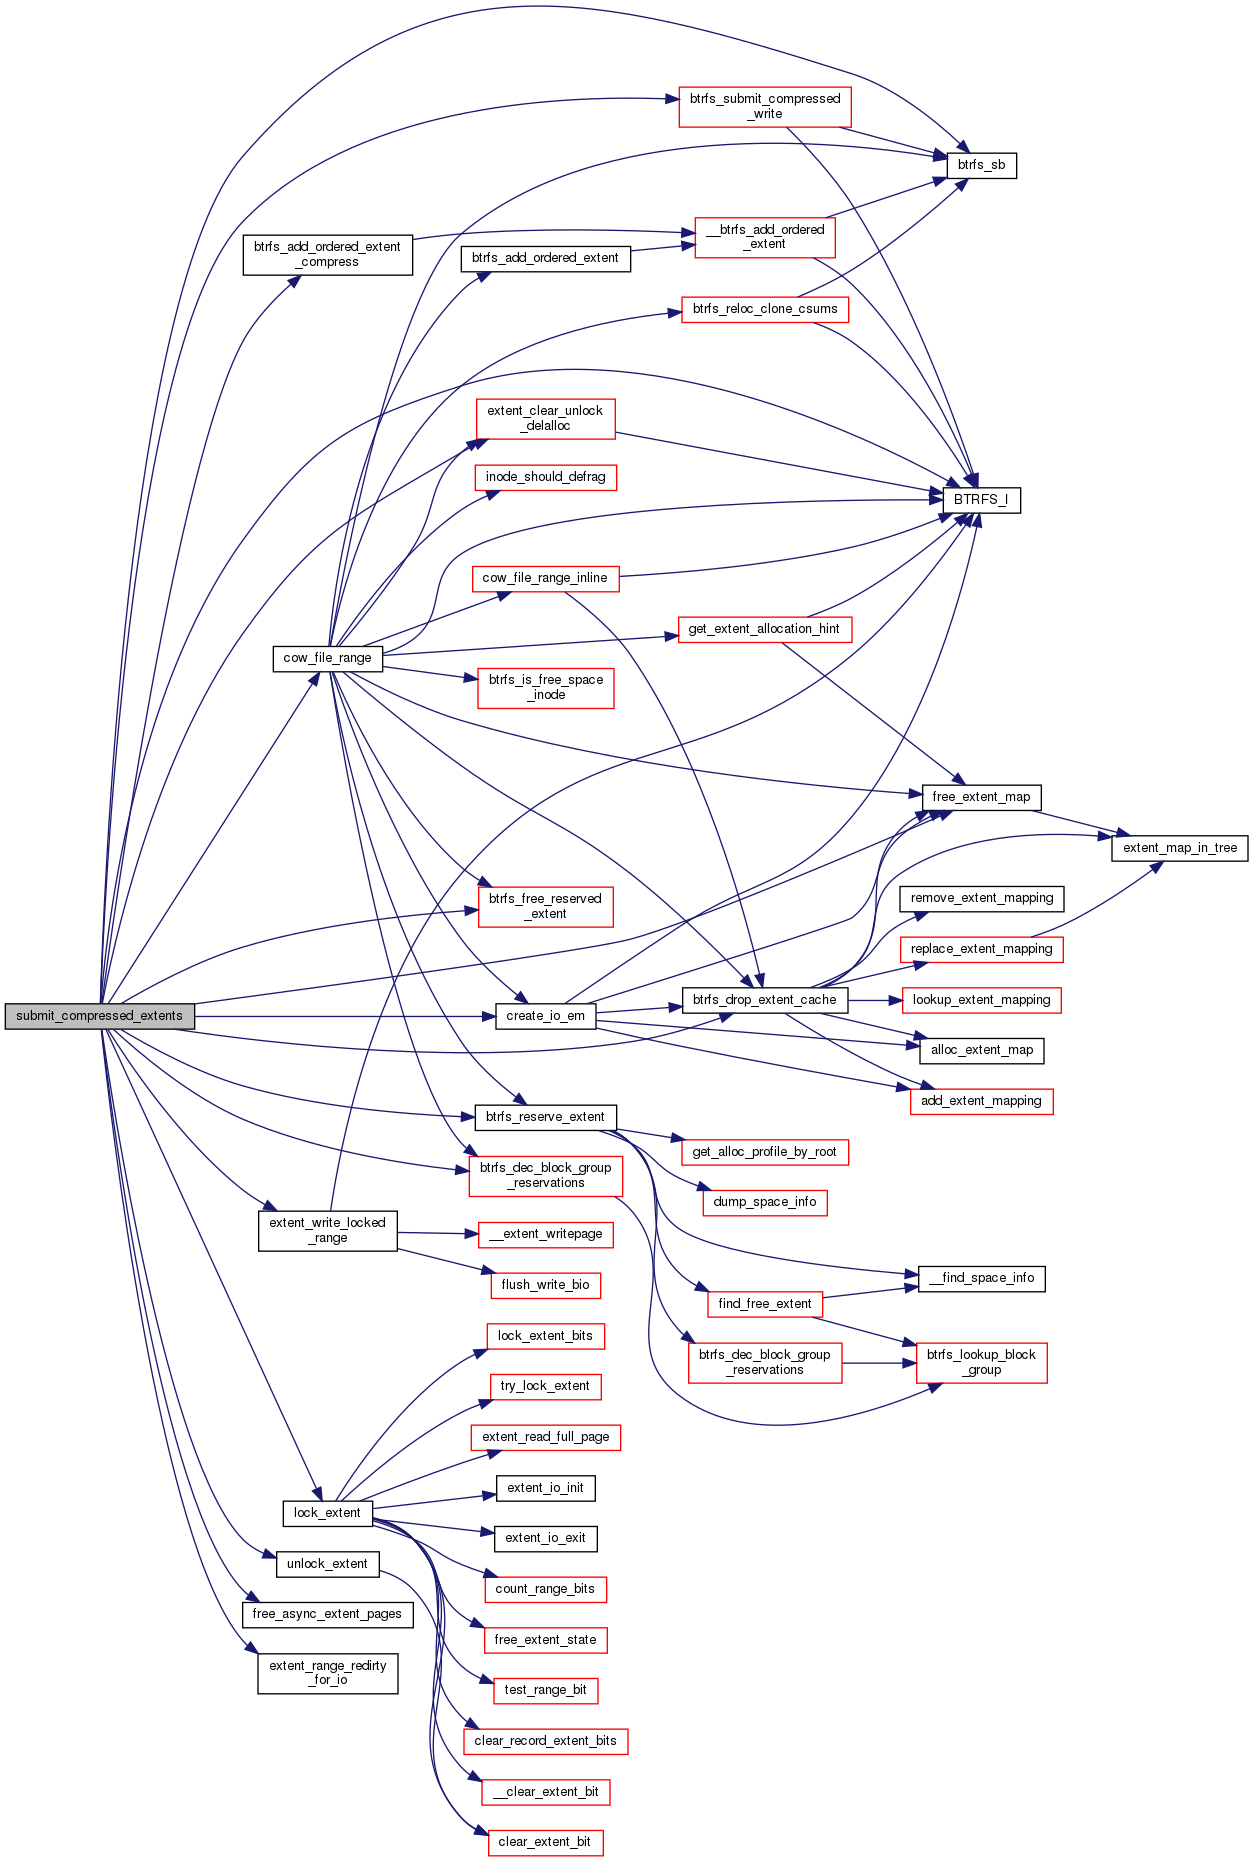 btrfs_submit_compressed
_write
btrfs_sb
btrfs_add_ordered_extent
_compress
__btrfs_add_ordered
_extent
btrfs_add_ordered_extent
btrfs_reloc_clone_csums
extent_clear_unlock
_delalloc
inode_should_defrag
BTRFS_I
cow_file_range_inline
get_extent_allocation_hint
cow_file_range
btrfs_is_free_space
_inode
free_extent_map
extent_map_in_tree
btrfs_free_reserved
_extent
remove_extent_mapping
replace_extent_mapping
submit_compressed_extents
create_io_em
btrfs_drop_extent_cache
lookup_extent_mapping
alloc_extent_map
add_extent_mapping
btrfs_reserve_extent
get_alloc_profile_by_root
btrfs_dec_block_group
_reservations
dump_space_info
extent_write_locked
_range
__extent_writepage
flush_write_bio
__find_space_info
find_free_extent
lock_extent_bits
btrfs_dec_block_group
_reservations
btrfs_lookup_block
_group
try_lock_extent
extent_read_full_page
extent_io_init
lock_extent
extent_io_exit
unlock_extent
count_range_bits
free_async_extent_pages
free_extent_state
extent_range_redirty
_for_io
test_range_bit
clear_record_extent_bits
__clear_extent_bit
clear_extent_bit